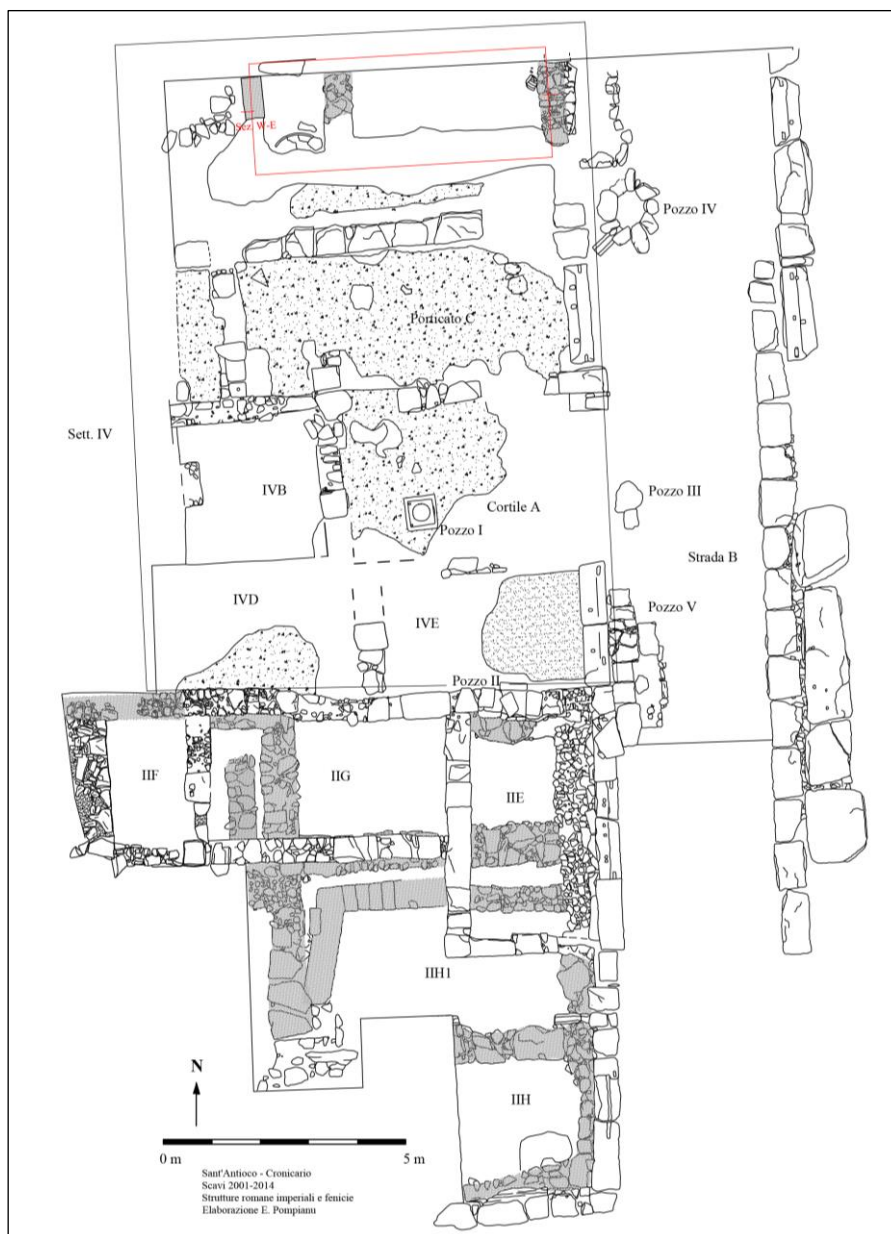 Sez. W-E
Pozzo IV
Porticato C
Sett. IV
IVB
Pozzo III
Cortile A
Pozzo I
Strada B
IVD
IVE
Pozzo V
Pozzo II
IIF
IIG
IIE
IIH1
N
IIH
0 m
5 m
Sant'Antioco - Cronicario
Scavi 2001-2014
Strutture romane imperiali e fenicie
Elaborazione E. Pompianu